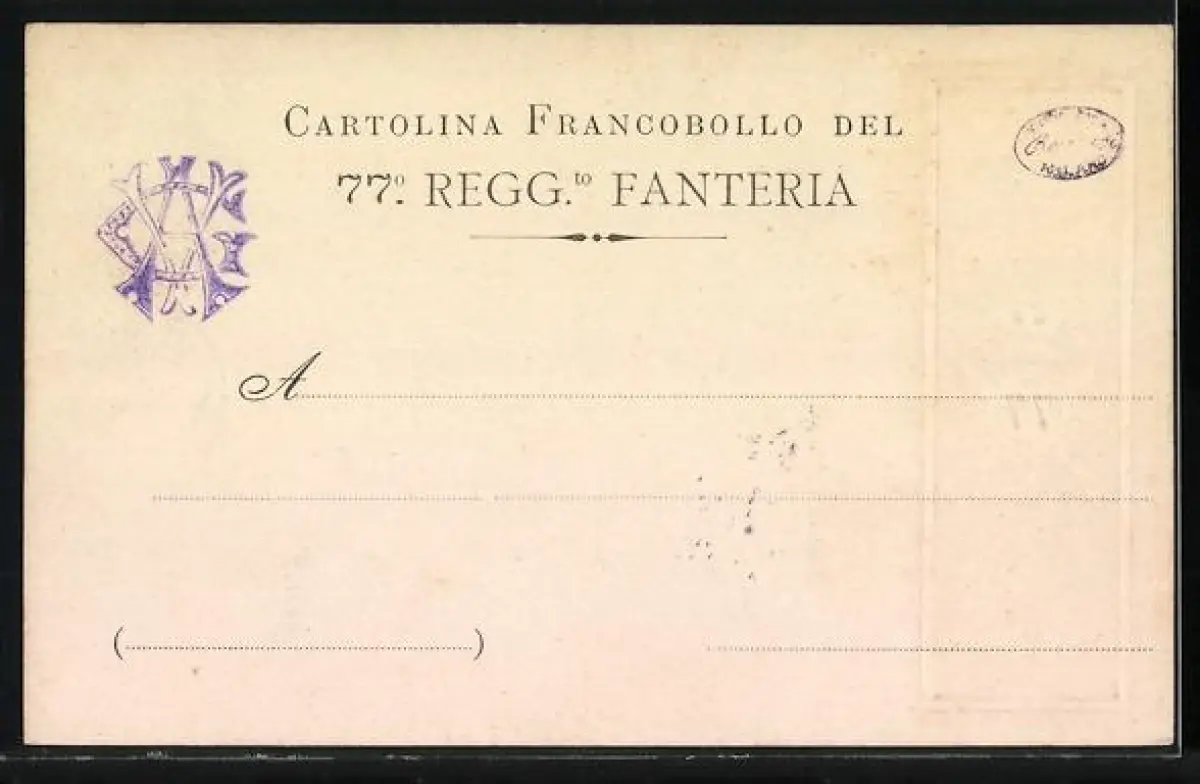 CARTOLINA FRANCOBOLLO DEL
77º. REGG.to FANTERIA
A
( )